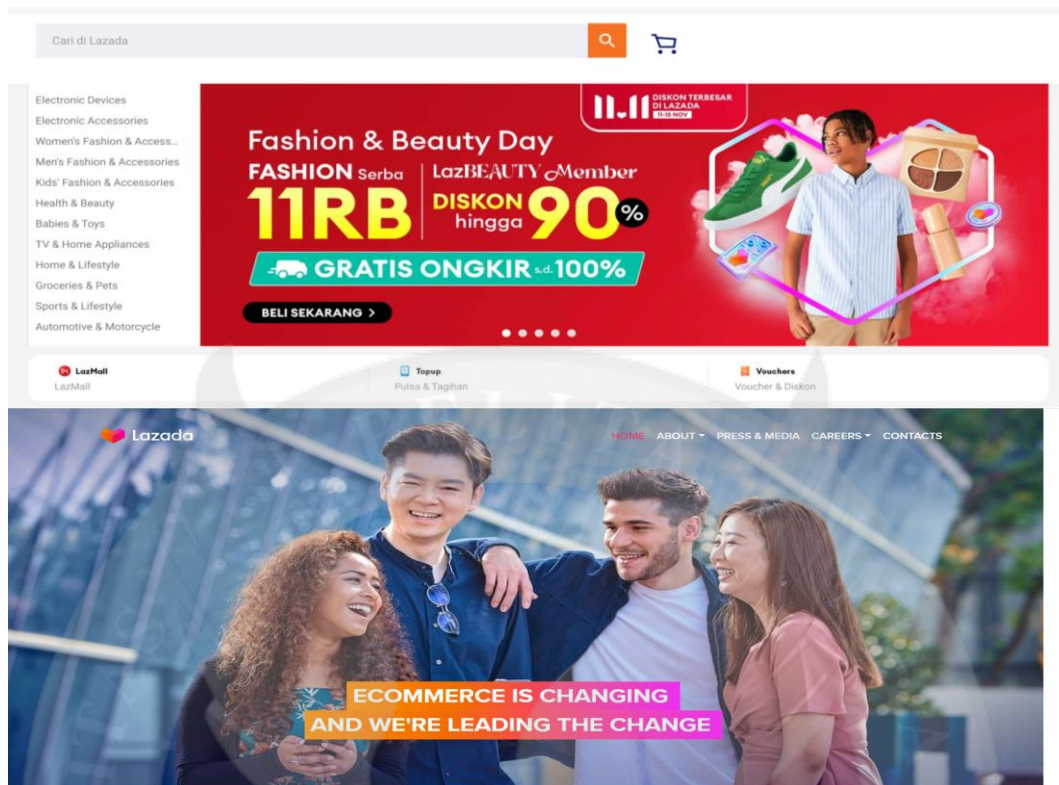 Cari di Lazada
Electronic Devices
Electronic Accessories
Women's Fashion & Access...
Men's Fashion & Accessories
Kids' Fashion & Accessories
Health & Beauty
Babies & Toys
TV & Home Appliances
Home & Lifestyle
Groceries & Pets
Sports & Lifestyle
Automotive & Motorcycle
11.11 DISKON TERBESAR
DI LAZADA
11-15 NOV
Fashion & Beauty Day
FASHION Serba
11RB
LazBEAUTY Member
DISKON
hingga
90%
GRATIS ONGKIR s.d. 100%
BELI SEKARANG >
LazMall
LazMall
Topup
Pulsa & Tagihan
Vouchers
Voucher & Diskon
Lazada
HOME ABOUT PRESS & MEDIA CAREERS CONTACTS
ECOMMERCE IS CHANGING
AND WE'RE LEADING THE CHANGE